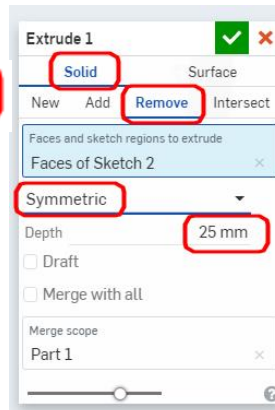 Extrude 1
Solid Surface
New Add Remove Intersect
Faces and sketch regions to extrude
Faces of Sketch 2
Symmetric
Depth 25 mm
Draft
Merge with all
Merge scope
Part 1